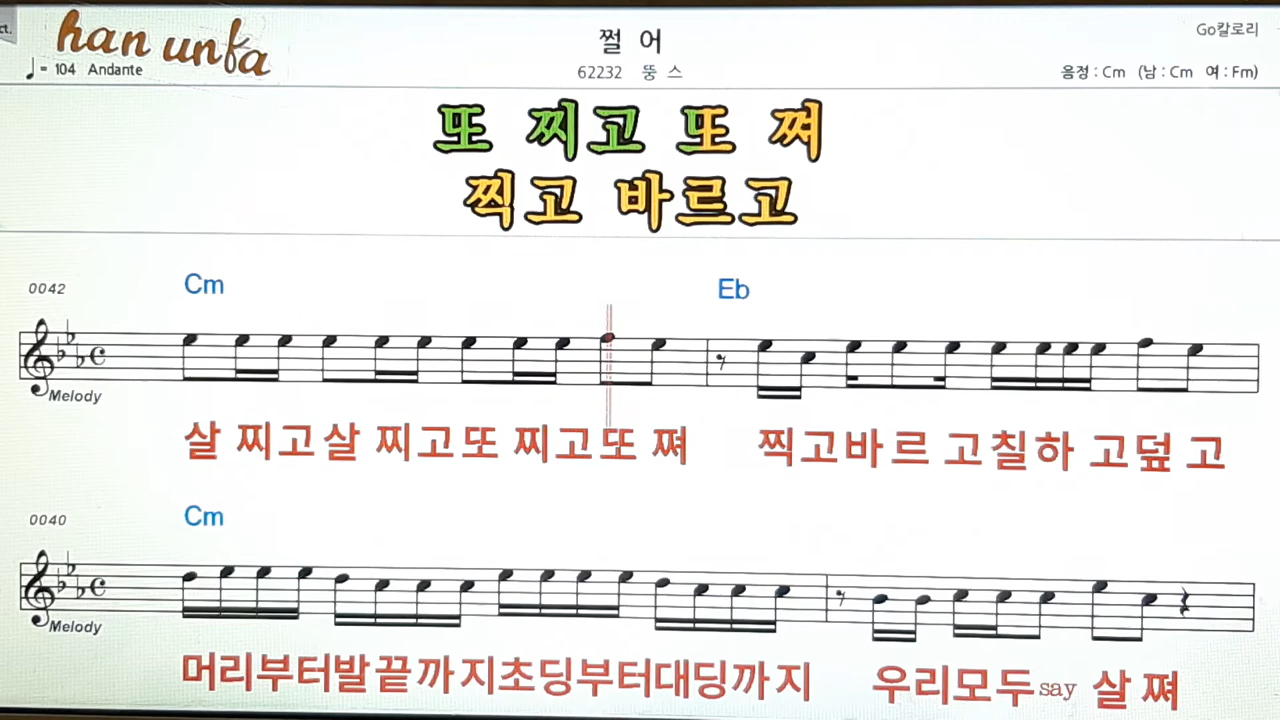 ct.
han unfa
♩= 104 Andante
쩔 어
62232 뚱 스
Go칼로리
음정 : Cm (남 : Cm 여 : Fm)
또 찌고 또 쪄
찍고 바르고
0042
Cm
Eb
Melody
살 찌고살 찌고또 찌고또 쪄 찍고바르 고칠하 고덮 고
0040
Cm
Melody
머리부터발끝까지초딩부터대딩까지 우리모두say 살 쪄